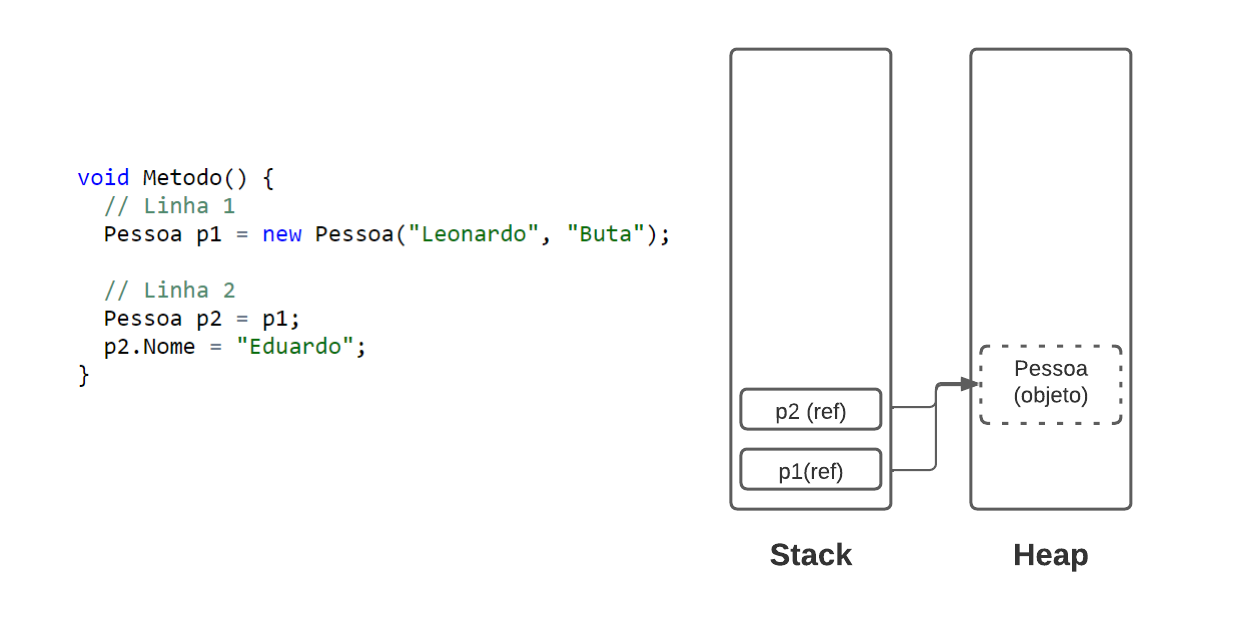 void Metodo() {
// Linha 1
Pessoa p1 = new Pessoa("Leonardo", "Buta");
// Linha 2
Pessoa p2 = p1;
p2.Nome = "Eduardo";
}
p2 (ref)
p1(ref)
Stack
Pessoa
(objeto)
Heap